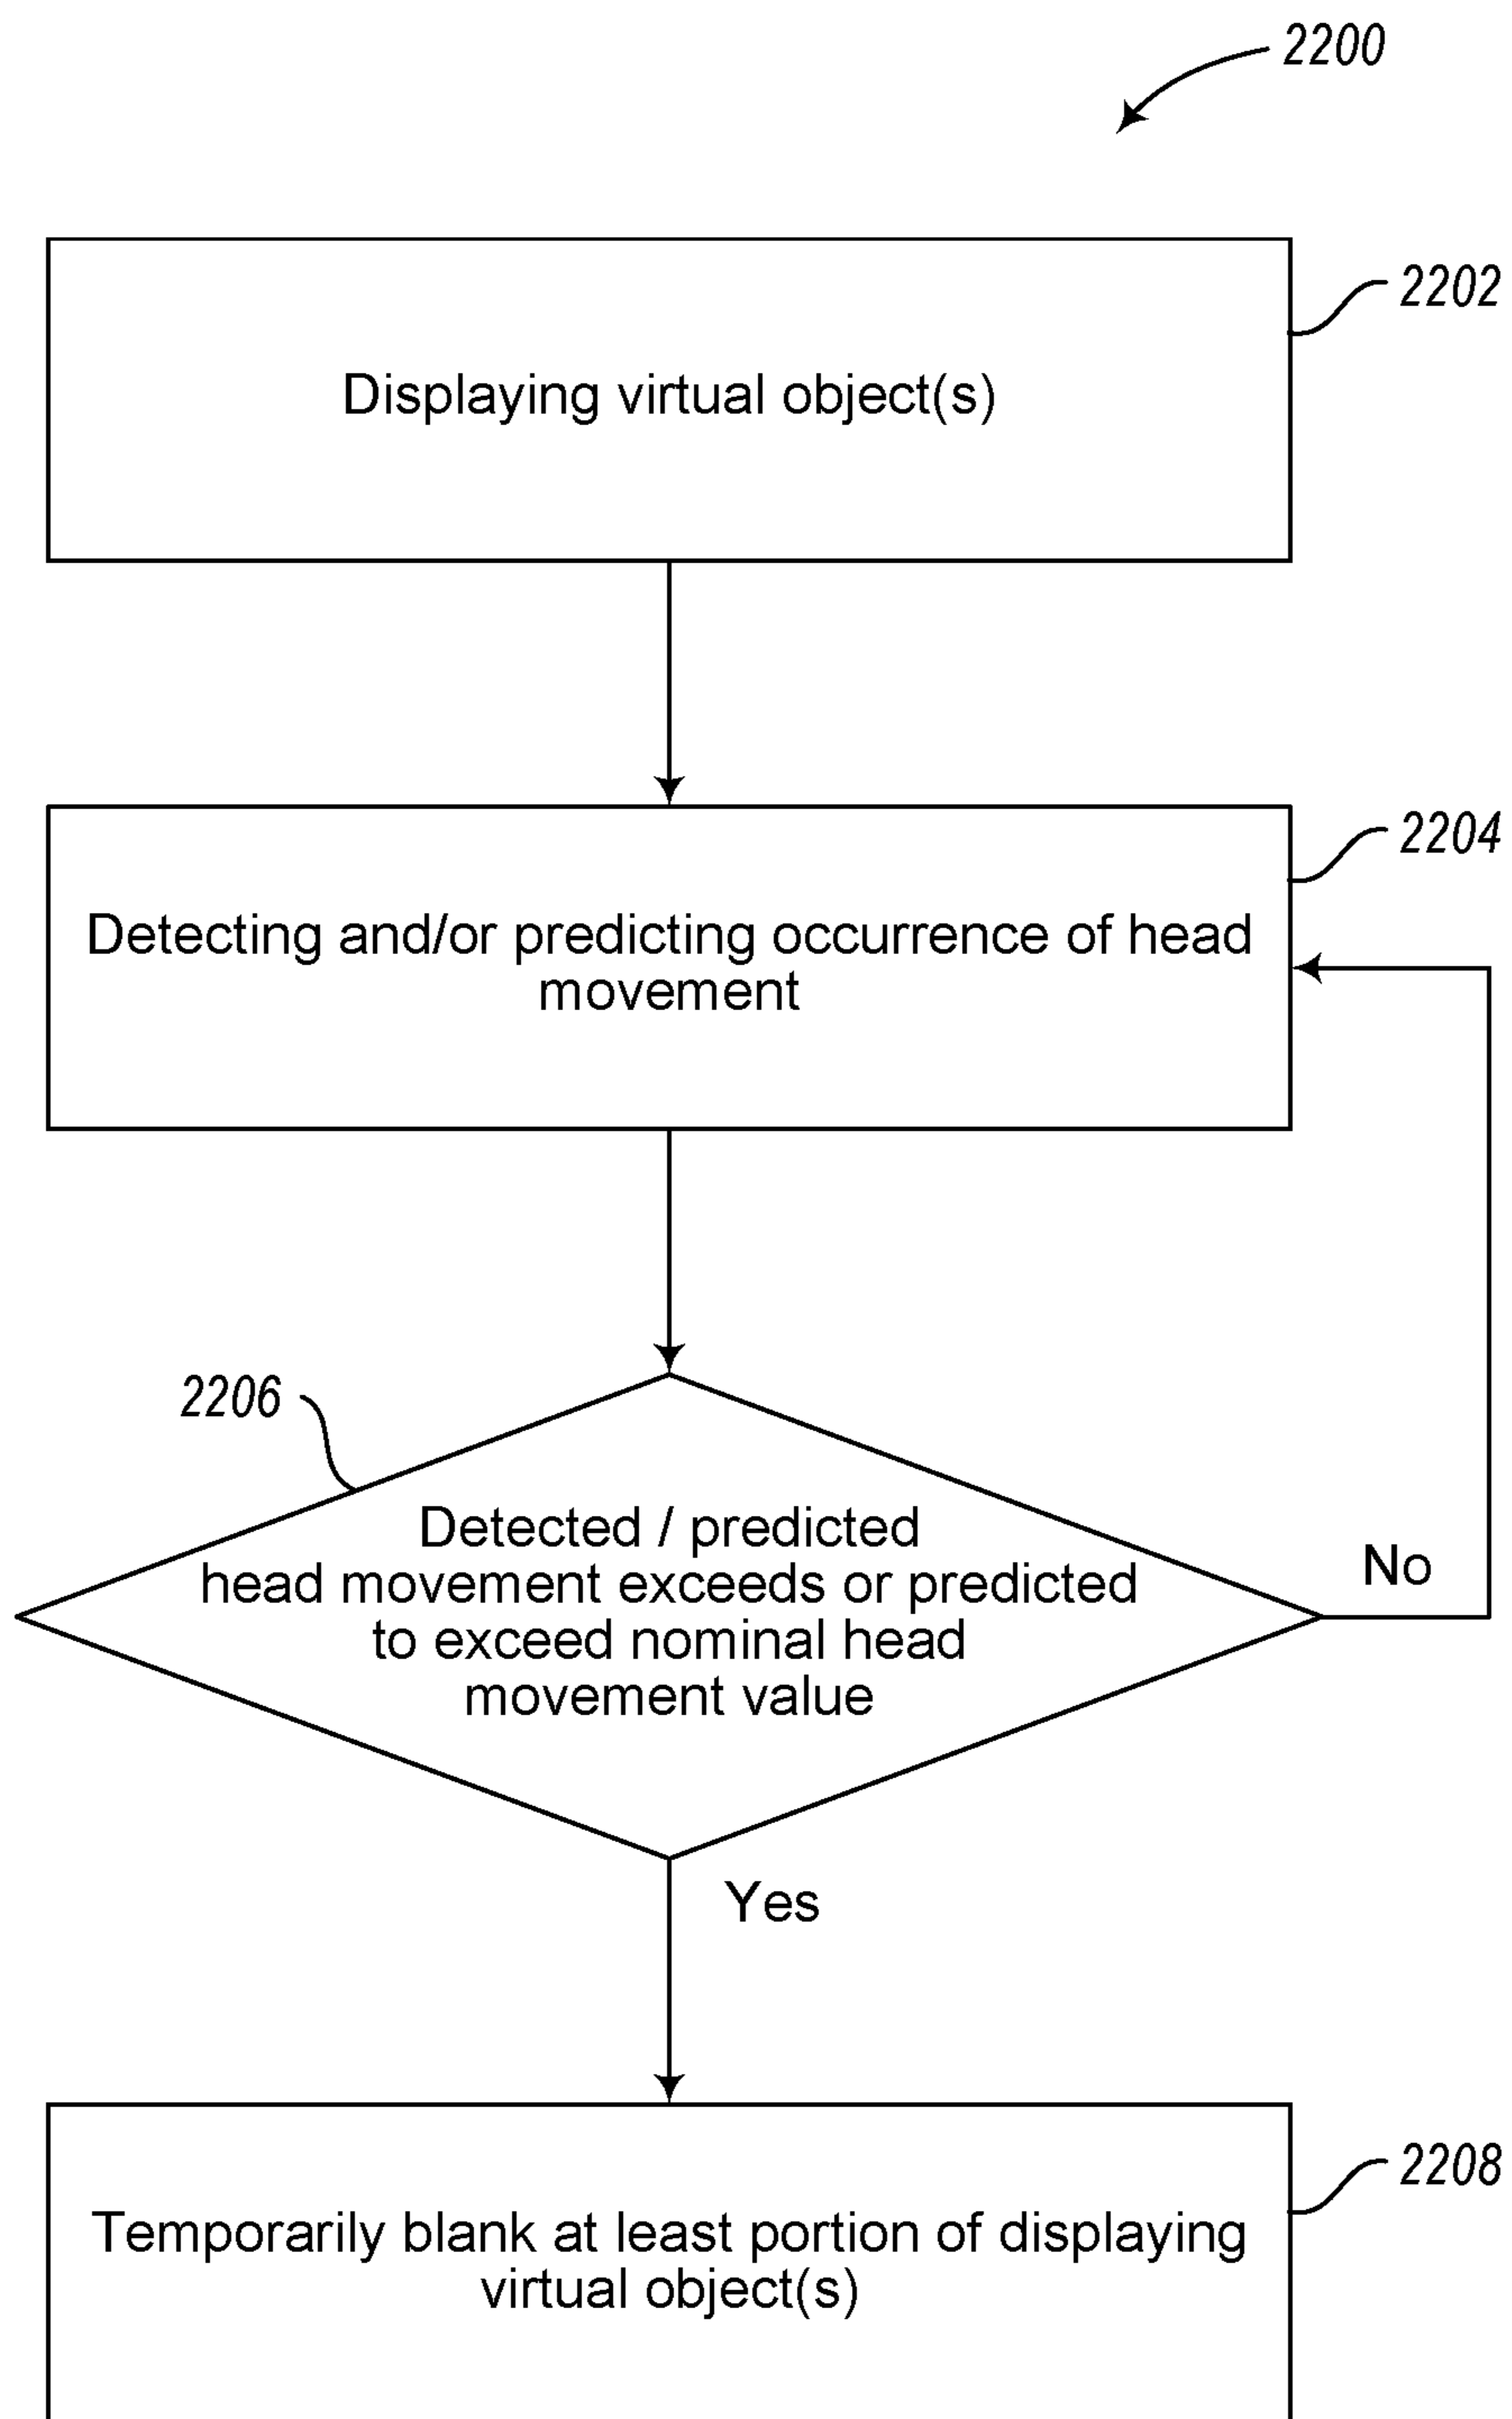 2200
2202
Displaying virtual object(s)
2204
Detecting and/or predicting occurrence of head
movement
2206
Detected / predicted
head movement exceeds or predicted
to exceed nominal head
movement value
No
Yes
2208
Temporarily blank at least portion of displaying
virtual object(s)